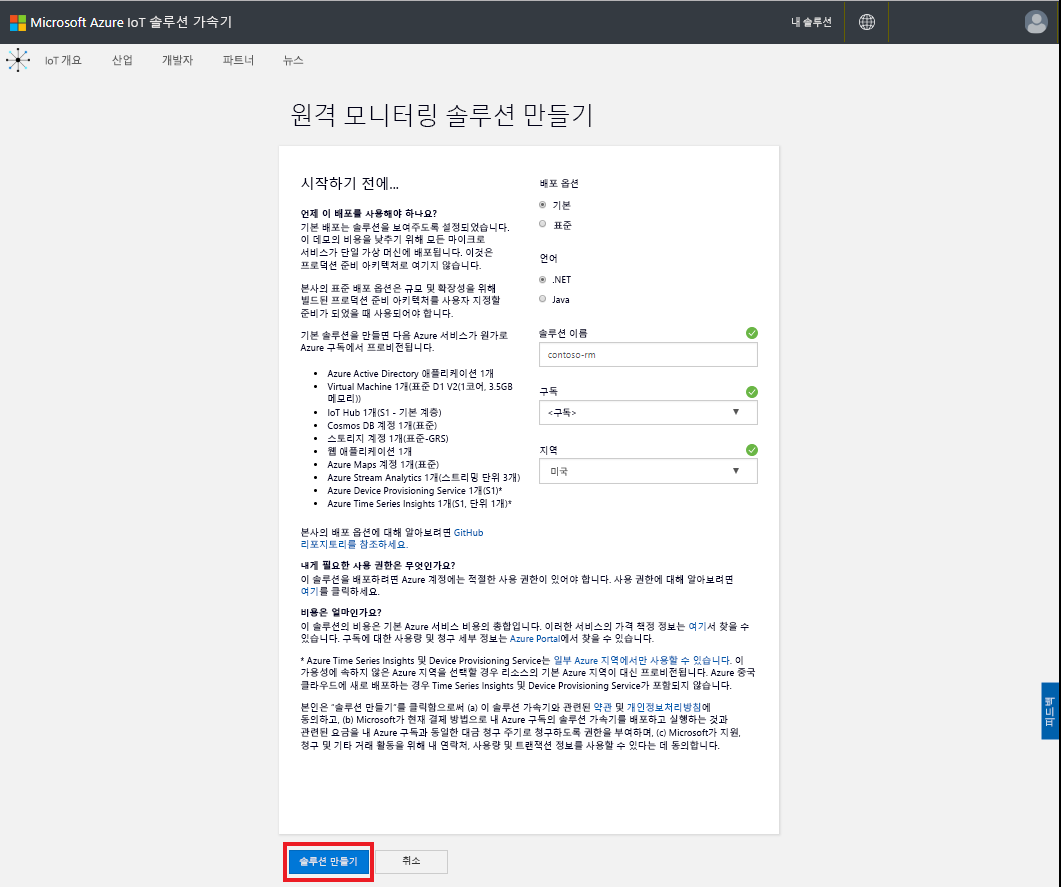 Microsoft Azure IoT 솔루션 가속기
내 솔루션
IoT 개요
산업
개발자
파트너
뉴스
원격 모니터링 솔루션 만들기
시작하기 전에...
언제 이 배포를 사용해야 하나요?
기본 배포는 솔루션을 보여주도록 설정되었습니다.
이 데모의 비용을 낮추기 위해 모든 마이크로
서비스가 단일 가상 머신에 배포됩니다. 이것은
프로덕션 준비 아키텍처로 여기지 않습니다.
본사의 표준 배포 옵션은 규모 및 확장성을 위해
빌드된 프로덕션 준비 아키텍처를 사용자 지정할
준비가 되었을 때 사용되어야 합니다.
기본 솔루션을 만들면 다음 Azure 서비스가 원가로
Azure 구독에서 프로비전됩니다.
• Azure Active Directory 애플리케이션 1개
• Virtual Machine 1개(표준 D1 V2(1코어, 3.5GB
메모리))
• IoT Hub 1개(S1 - 기본 계층)
• Cosmos DB 계정 1개(표준)
• 스토리지 계정 1개(표준-GRS)
• 웹 애플리케이션 1개
• Azure Maps 계정 1개(표준)
• Azure Stream Analytics 1개(스트리밍 단위 3개)
• Azure Device Provisioning Service 1개(S1)*
• Azure Time Series Insights 1개(S1, 단위 1개)*
배포 옵션
기본
표준
언어
.NET
Java
솔루션 이름
contoso-rm
구독
<구독>
지역
미국
본사의 배포 옵션에 대해 알아보려면 GitHub
리포지토리를 참조하세요.
내게 필요한 사용 권한은 무엇인가요?
이 솔루션을 배포하려면 Azure 계정에는 적절한 사용 권한이 있어야 합니다. 사용 권한에 대해 알아보려면
여기를 클릭하세요.
비용은 얼마인가요?
이 솔루션의 비용은 기본 Azure 서비스 비용의 총합입니다. 이러한 서비스의 가격 책정 정보는 여기서 찾을 수
있습니다. 구독에 대한 사용량 및 청구 세부 정보는 Azure Portal에서 찾을 수 있습니다.
* Azure Time Series Insights 및 Device Provisioning Service는 일부 Azure 지역에서만 사용할 수 있습니다. 이
가용성에 속하지 않은 Azure 지역을 선택할 경우 리소스의 기본 Azure 지역이 대신 프로비전됩니다. Azure 중국
클라우드에 새로 배포하는 경우 Time Series Insights 및 Device Provisioning Service가 포함되지 않습니다.
본인은 "솔루션 만들기"를 클릭함으로써 (a) 이 솔루션 가속기와 관련된 약관 및 개인정보처리방침에
동의하고, (b) Microsoft가 현재 결제 방법으로 내 Azure 구독의 솔루션 가속기를 배포하고 실행하는 것과
관련된 요금을 내 Azure 구독과 동일한 대금 청구 주기로 청구하도록 권한을 부여하며, (c) Microsoft가 지원,
청구 및 기타 거래 활동을 위해 내 연락처, 사용량 및 트랜잭션 정보를 사용할 수 있다는 데 동의합니다.
피드백
솔루션 만들기
취소